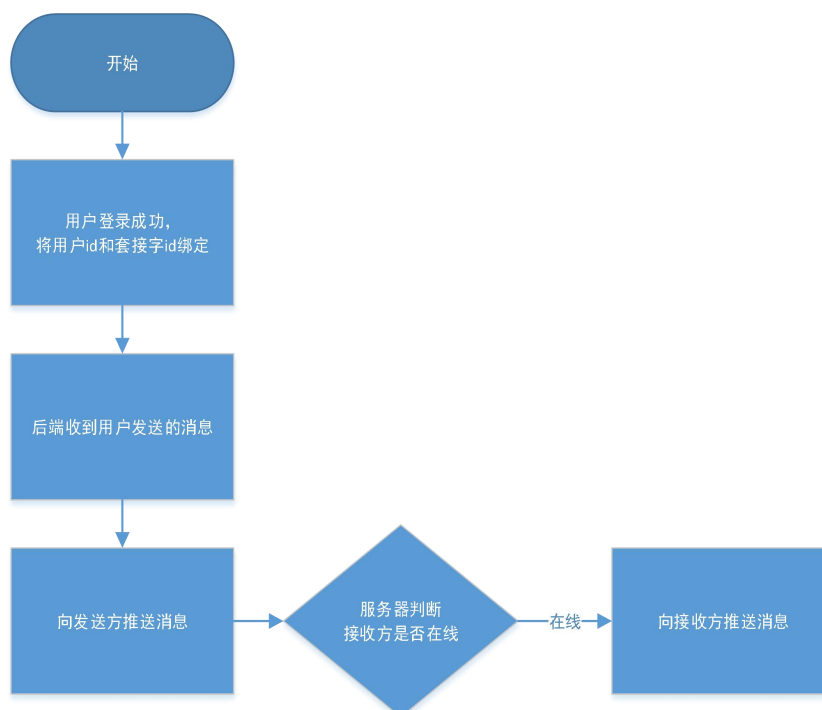 开始
用户登录成功，
将用户id和套接字id绑定
后端收到用户发送的消息
向发送方推送消息
服务器判断
接收方是否在线
在线
向接收方推送消息